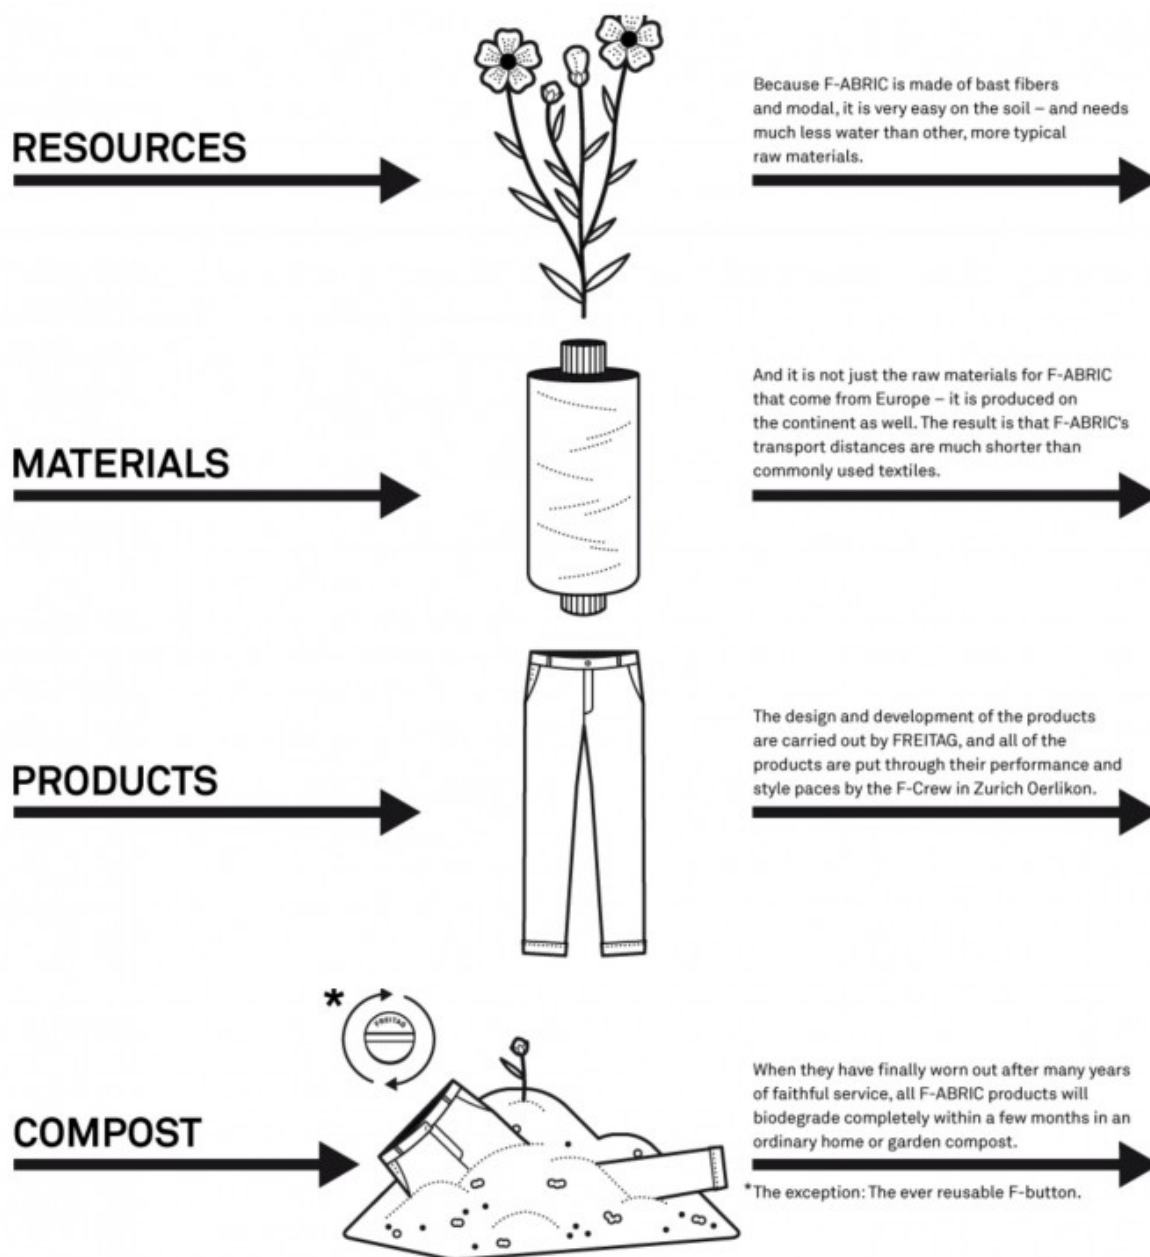 RESOURCES
Because F-ABRIC is made of bast fibers
and modal, it is very easy on the soil – and needs
much less water than other, more typical
raw materials.
MATERIALS
And it is not just the raw materials for F-ABRIC
that come from Europe – it is produced on
the continent as well. The result is that F-ABRIC's
transport distances are much shorter than
commonly used textiles.
PRODUCTS
The design and development of the products
are carried out by FREITAG, and all of the
products are put through their performance and
style paces by the F-Crew in Zurich Oerlikon.
*
FREITAG
COMPOST
When they have finally worn out after many years
of faithful service, all F-ABRIC products will
biodegrade completely within a few months in an
ordinary home or garden compost.
*The exception: The ever reusable F-button.